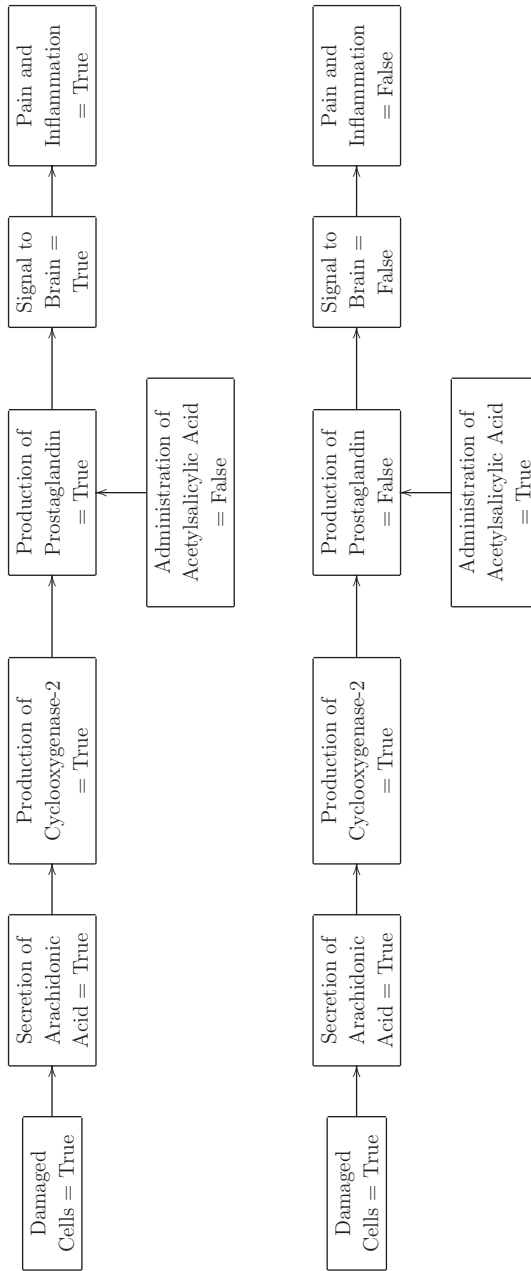 Damaged
Cells = True
Secretion of
Arachidonic
Acid = True
Production of
Cyclooxygenase-2
= True
Production of
Prostaglandin
= True
Signal to
Brain =
True
Pain and
Inflammation
= True
Administration of
Acetylsalicylic Acid
= False
Damaged
Cells = True
Secretion of
Arachidonic
Acid = True
Production of
Cyclooxygenase-2
= True
Production of
Prostaglandin
= False
Signal to
Brain =
False
Pain and
Inflammation
= False
Administration of
Acetylsalicylic Acid
= True